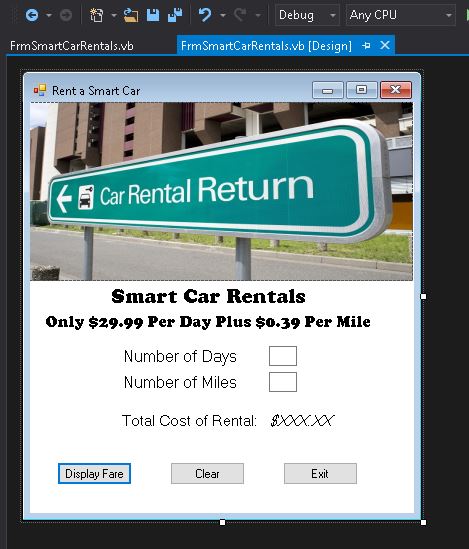 Debug Any CPU
FrmSmartCarRentals.vb FrmSmartCarRentals.vb [Design]
Rent a Smart Car
Car Rental Return
Smart Car Rentals
Only $29.99 Per Day Plus $0.39 Per Mile
Number of Days
Number of Miles
Total Cost of Rental: $XXX.XX
Display Fare Clear Exit